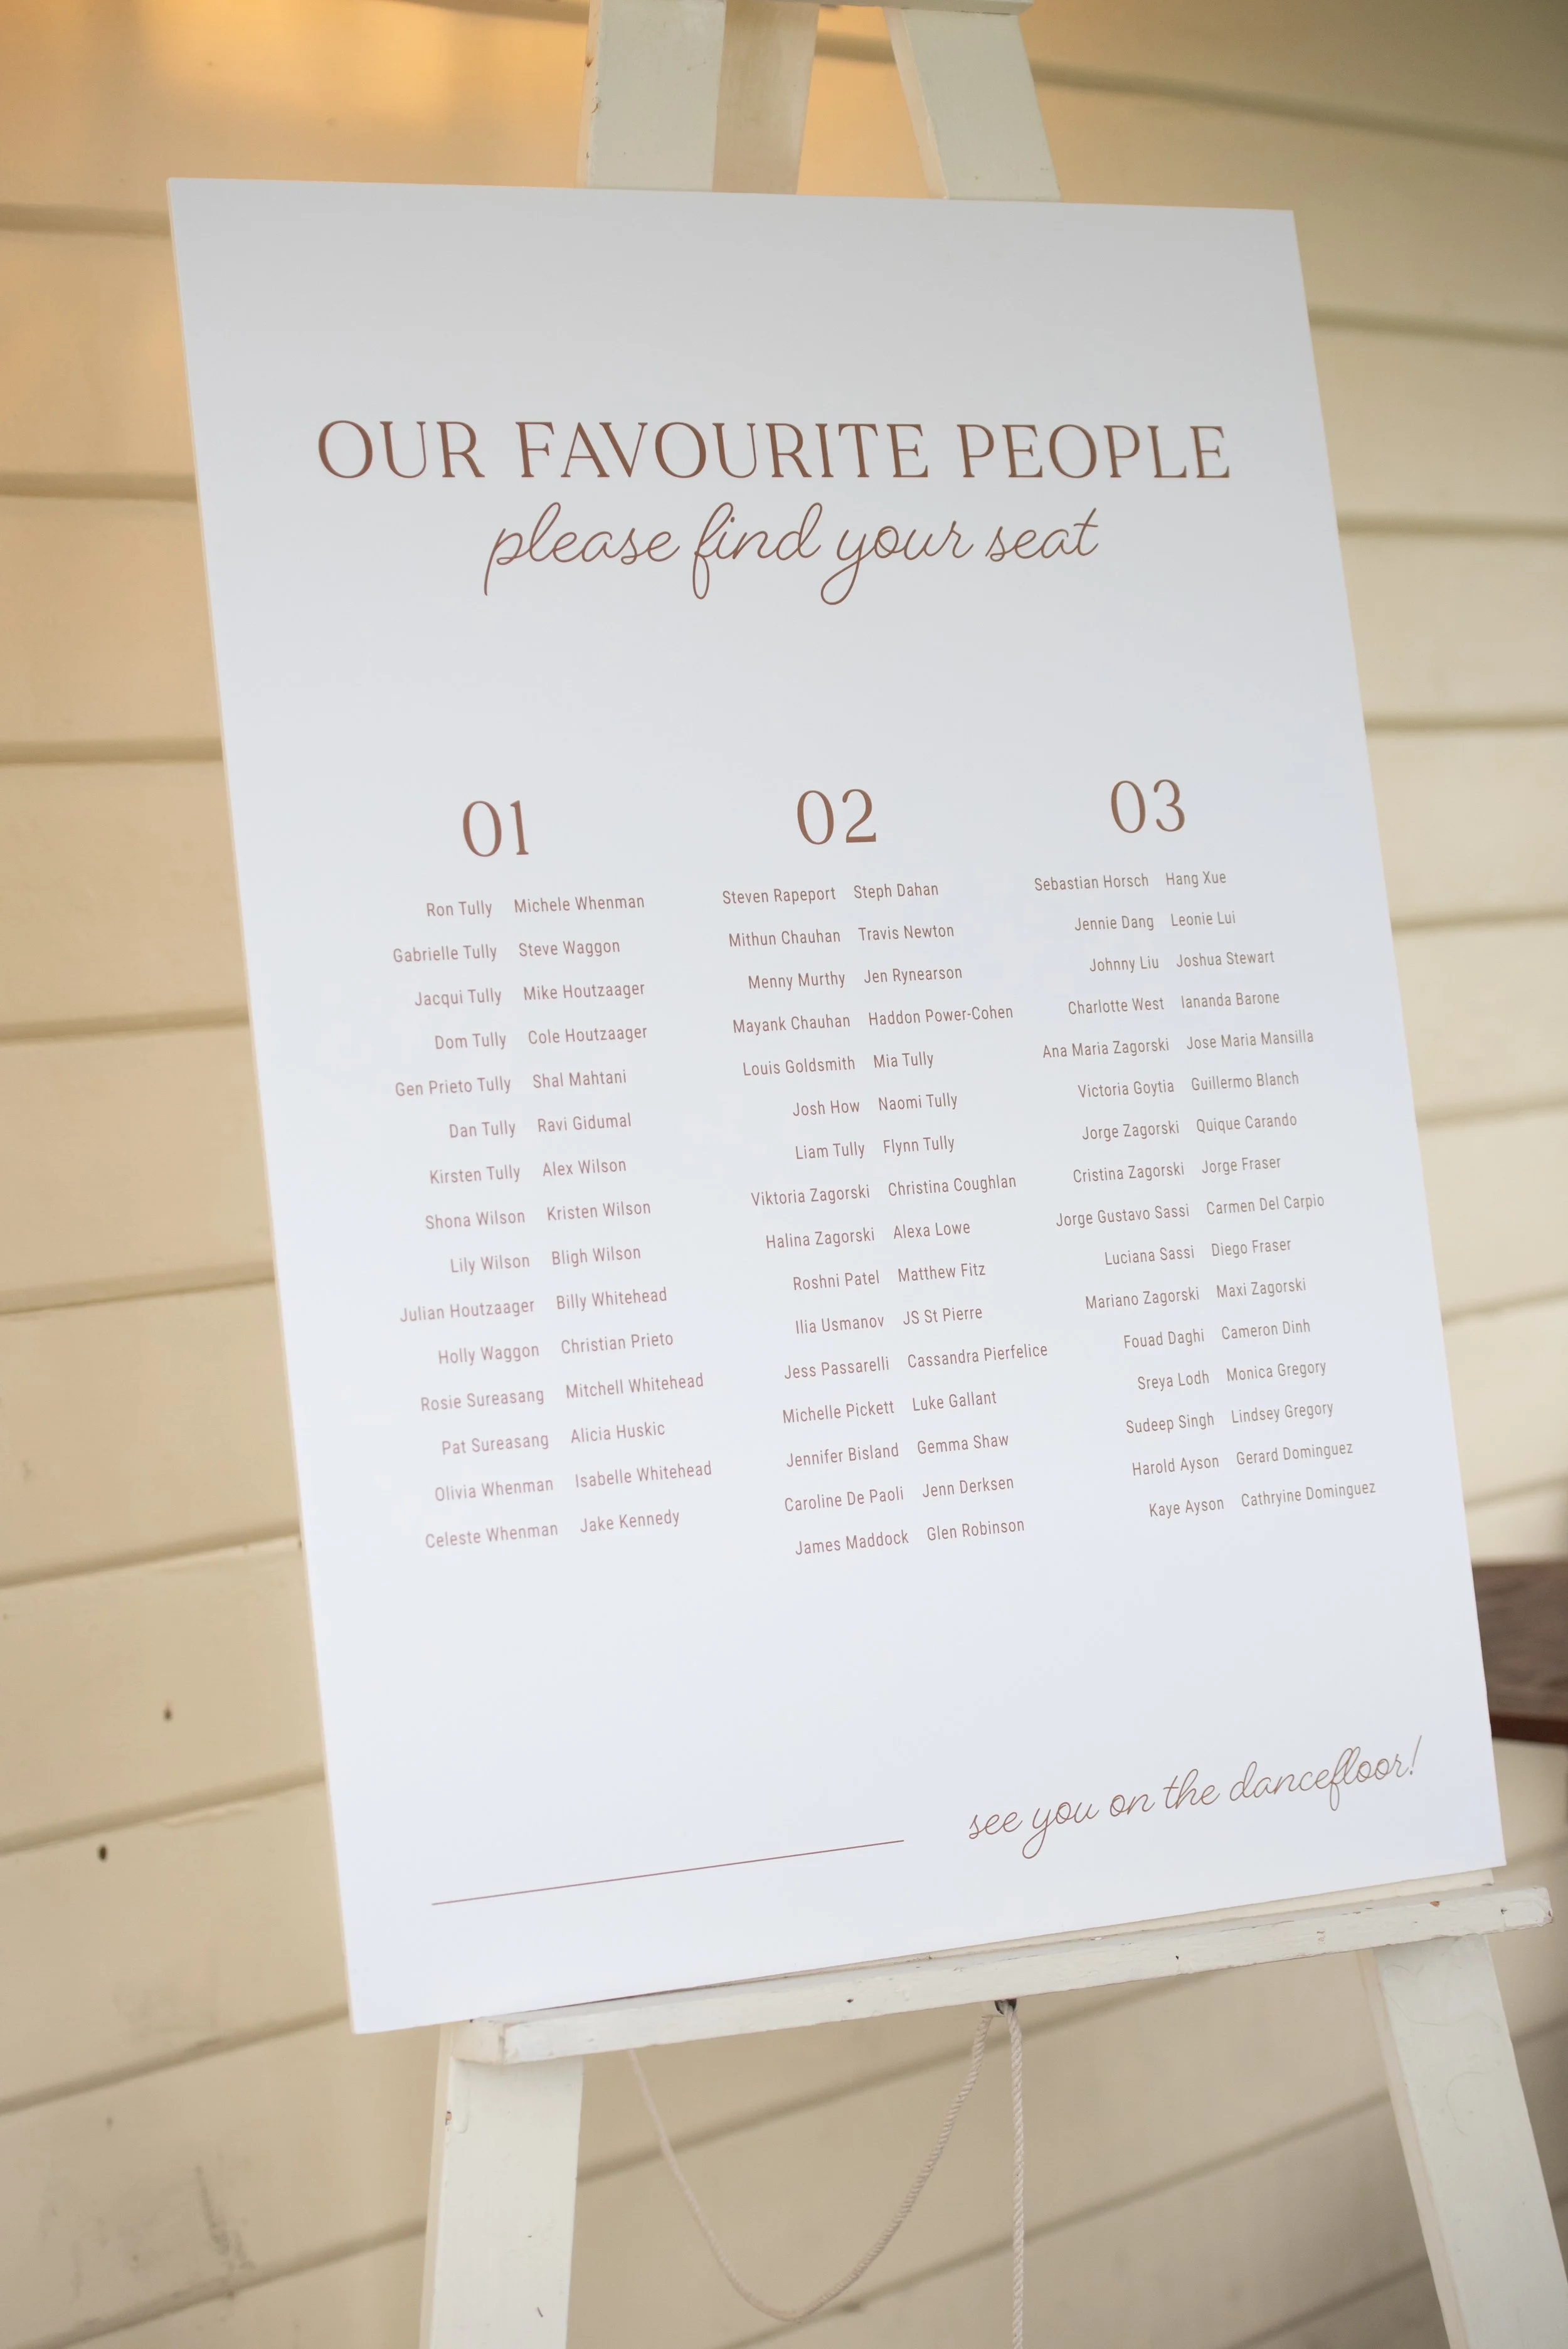 OUR FAVOURITE PEOPLE
please find your seat
01
Ron Tully Michele Whenman
Gabrielle Tully Steve Waggon
Jacqui Tully Mike Houtzaager
Dom Tully Cole Houtzaager
Gen Prieto Tully Shal Mahtani
Dan Tully Ravi Gidumal
Kirsten Tully Alex Wilson
Shona Wilson Kristen Wilson
Lily Wilson Bligh Wilson
Julian Houtzaager Billy Whitehead
Holly Waggon Christian Prieto
Rosie Sureasang Mitchell Whitehead
Pat Sureasang Alicia Huskic
Olivia Whenman Isabelle Whitehead
Celeste Whenman Jake Kennedy
02
Steven Rapeport Steph Dahan
Mithun Chauhan Travis Newton
Menny Murthy Jen Rynearson
Mayank Chauhan Haddon Power-Cohen
Louis Goldsmith Mia Tully
Josh How Naomi Tully
Liam Tully Flynn Tully
Viktoria Zagorski Christina Coughlan
Halina Zagorski Alexa Lowe
Roshni Patel Matthew Fitz
Ilia Usmanov JS St Pierre
Jess Passarelli Cassandra Pierfelice
Michelle Pickett Luke Gallant
Jennifer Bisland Gemma Shaw
Caroline De Paoli Jenn Derksen
James Maddock Glen Robinson
03
Sebastian Horsch Hang Xue
Jennie Dang Leonie Lui
Johnny Liu Joshua Stewart
Charlotte West Iananda Barone
Ana Maria Zagorski Jose Maria Mansilla
Victoria Goytia Guillermo Blanch
Jorge Zagorski Quique Carando
Cristina Zagorski Jorge Fraser
Jorge Gustavo Sassi Carmen Del Carpio
Luciana Sassi Diego Fraser
Mariano Zagorski Maxi Zagorski
Fouad Daghi Cameron Dinh
Sreya Lodh Monica Gregory
Sudeep Singh Lindsey Gregory
Harold Ayson Gerard Dominguez
Kaye Ayson Cathryine Dominguez
see you on the dancefloor!